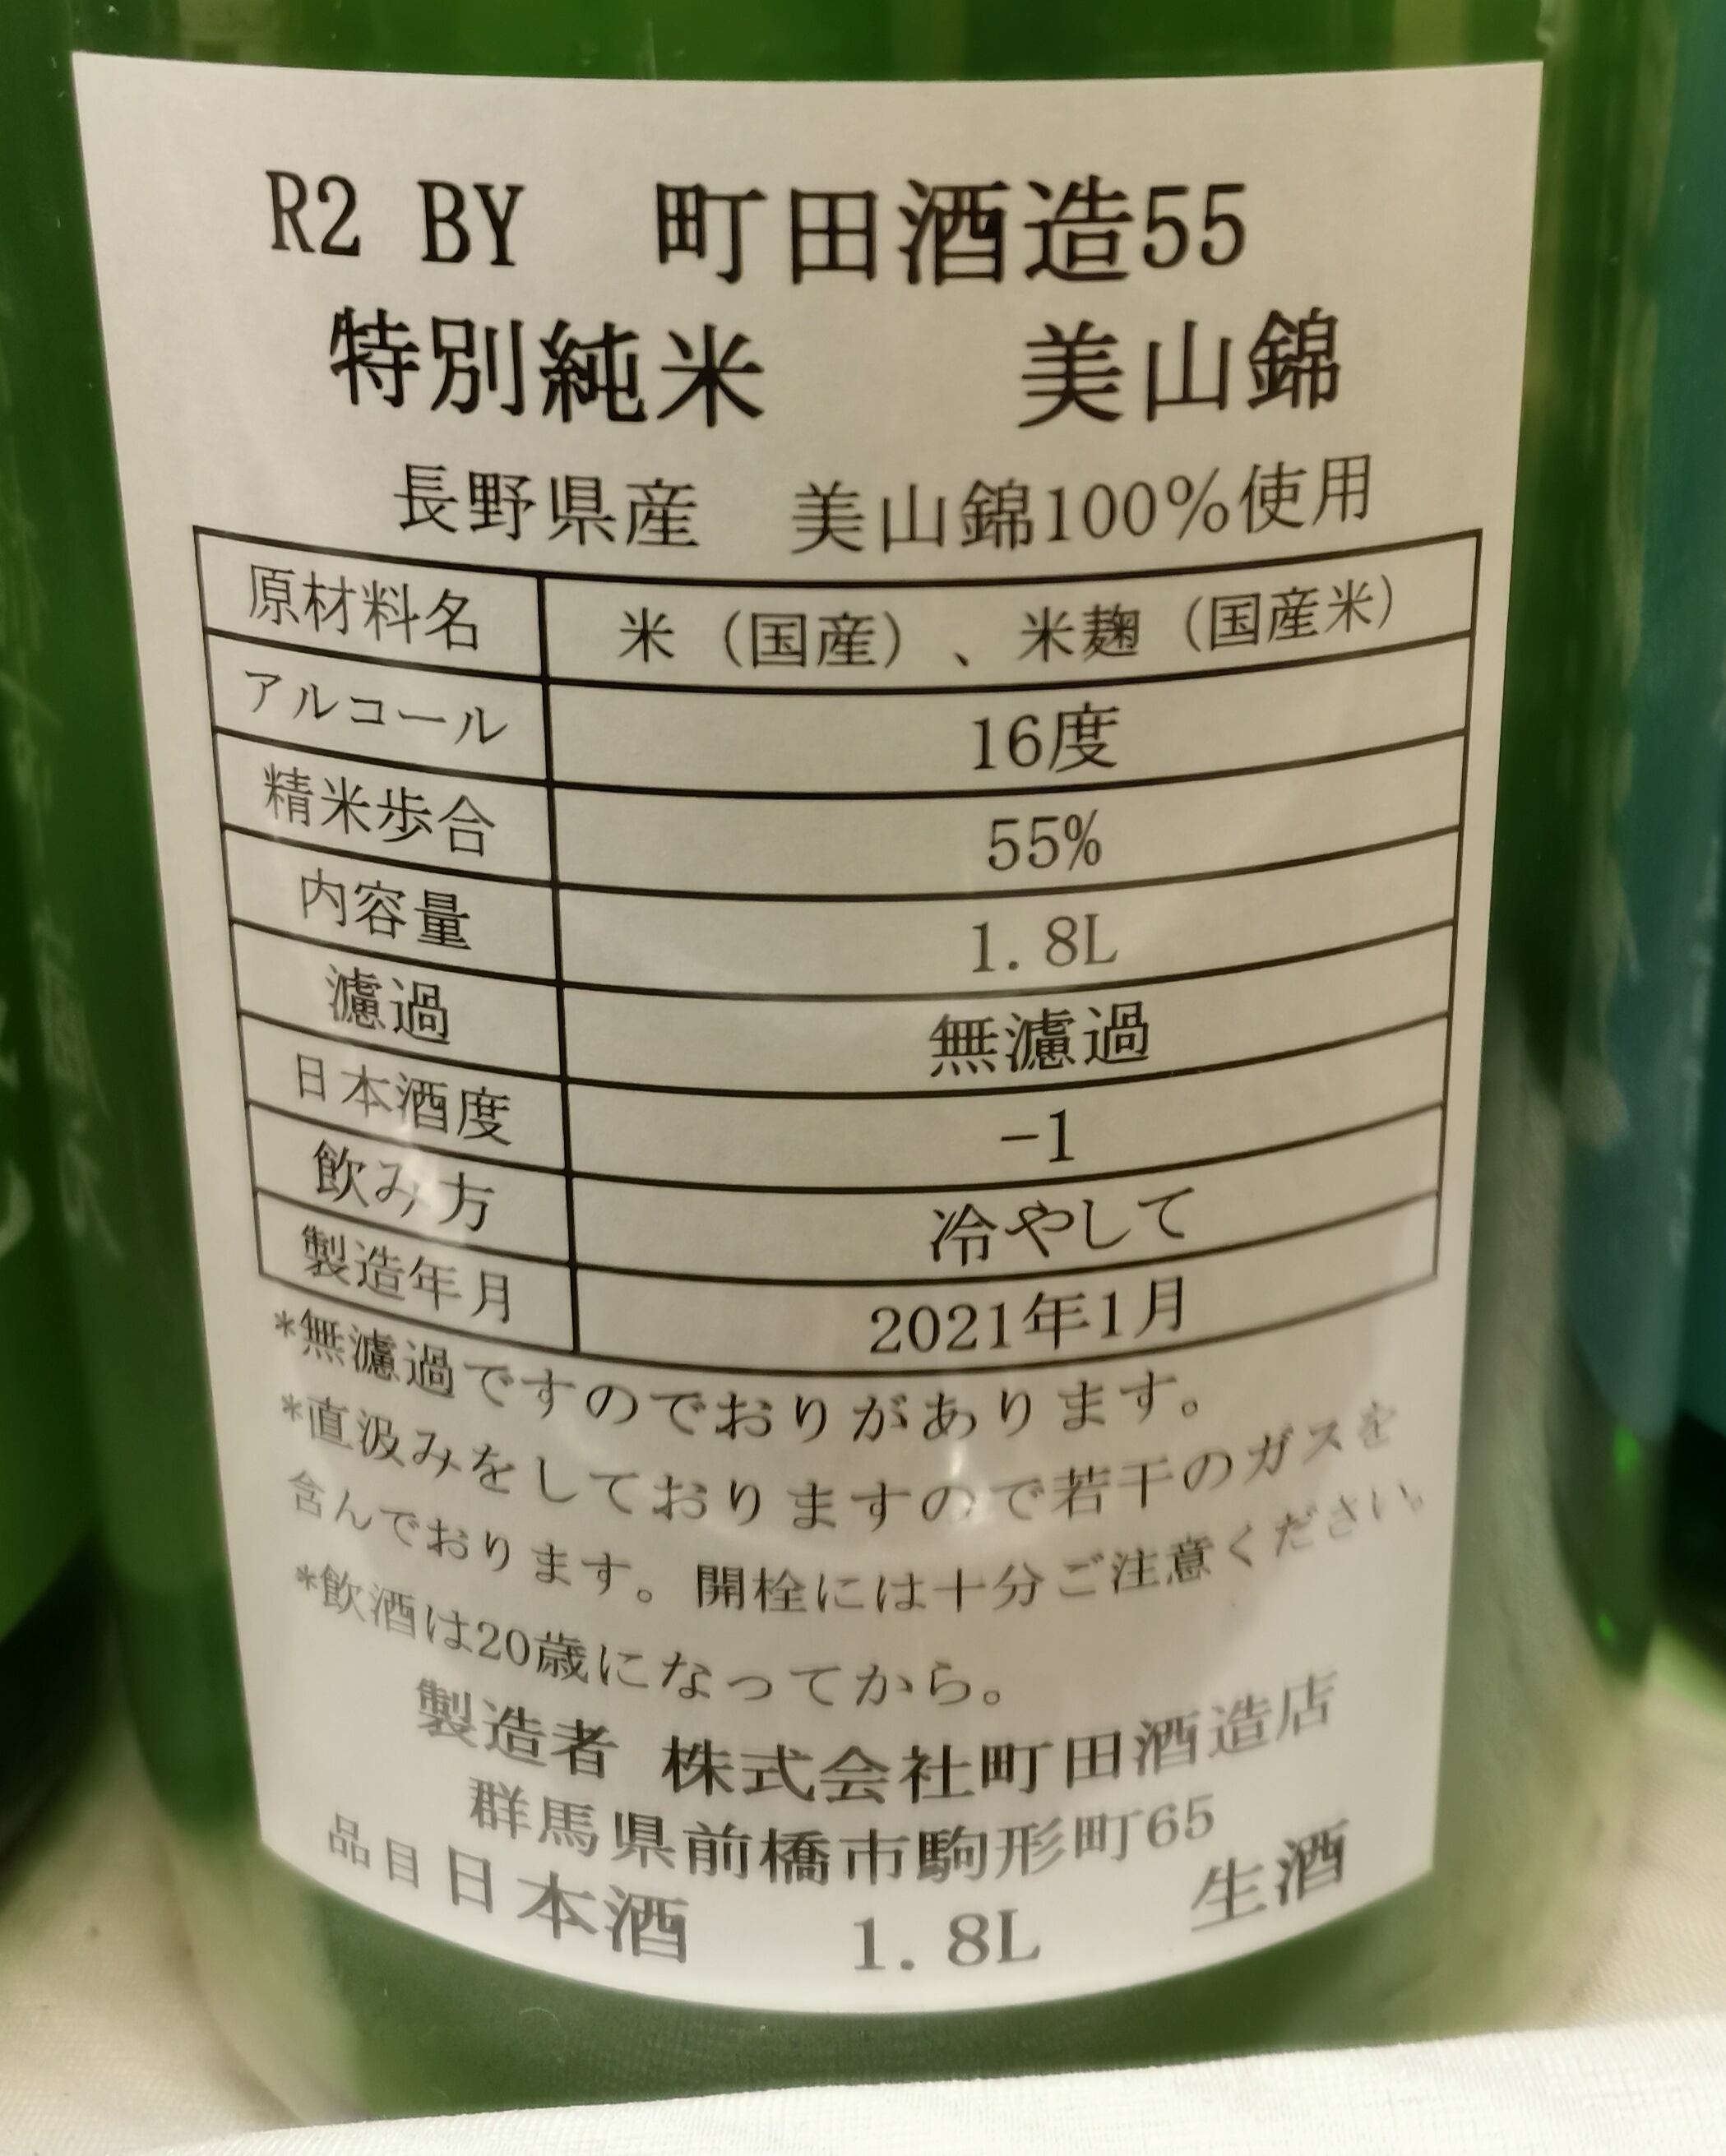 R2 BY 町田酒造55
特別純米 美山錦
長野県産 美山錦100%使用
原材料名 米（国産）、米麹（国産米）
アルコール 16度
精米歩合 55%
内容量 1.8L
濾過 無濾過
日本酒度 -1
飲み方 冷やして
製造年月 2021年1月
*無濾過ですのでおりがあります。
*直汲みをしておりますので若干のガスを
含んでおります。開栓には十分ご注意ください。
*飲酒は20歳になってから。
製造者 株式会社町田酒造店
群馬県前橋市駒形町65
品目日本酒 1.8L 生酒